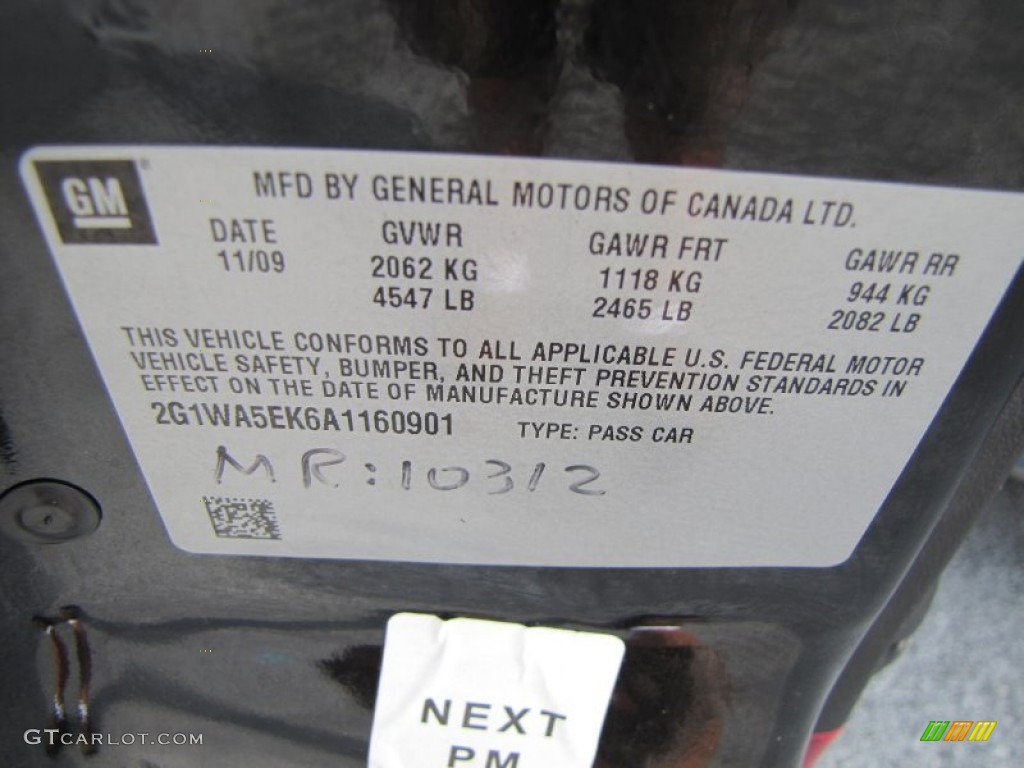 GM ®
MFD BY GENERAL MOTORS OF CANADA LTD.
DATE GVWR GAWR FRT GAWR RR
11/09 2062 KG 1118 KG 944 KG
4547 LB 2465 LB 2082 LB
THIS VEHICLE CONFORMS TO ALL APPLICABLE U.S. FEDERAL MOTOR
VEHICLE SAFETY, BUMPER, AND THEFT PREVENTION STANDARDS IN
EFFECT ON THE DATE OF MANUFACTURE SHOWN ABOVE.
2G1WA5EK6A1160901 TYPE: PASS CAR
MR:10312
NEXT
PM
GTCARLOT.COM